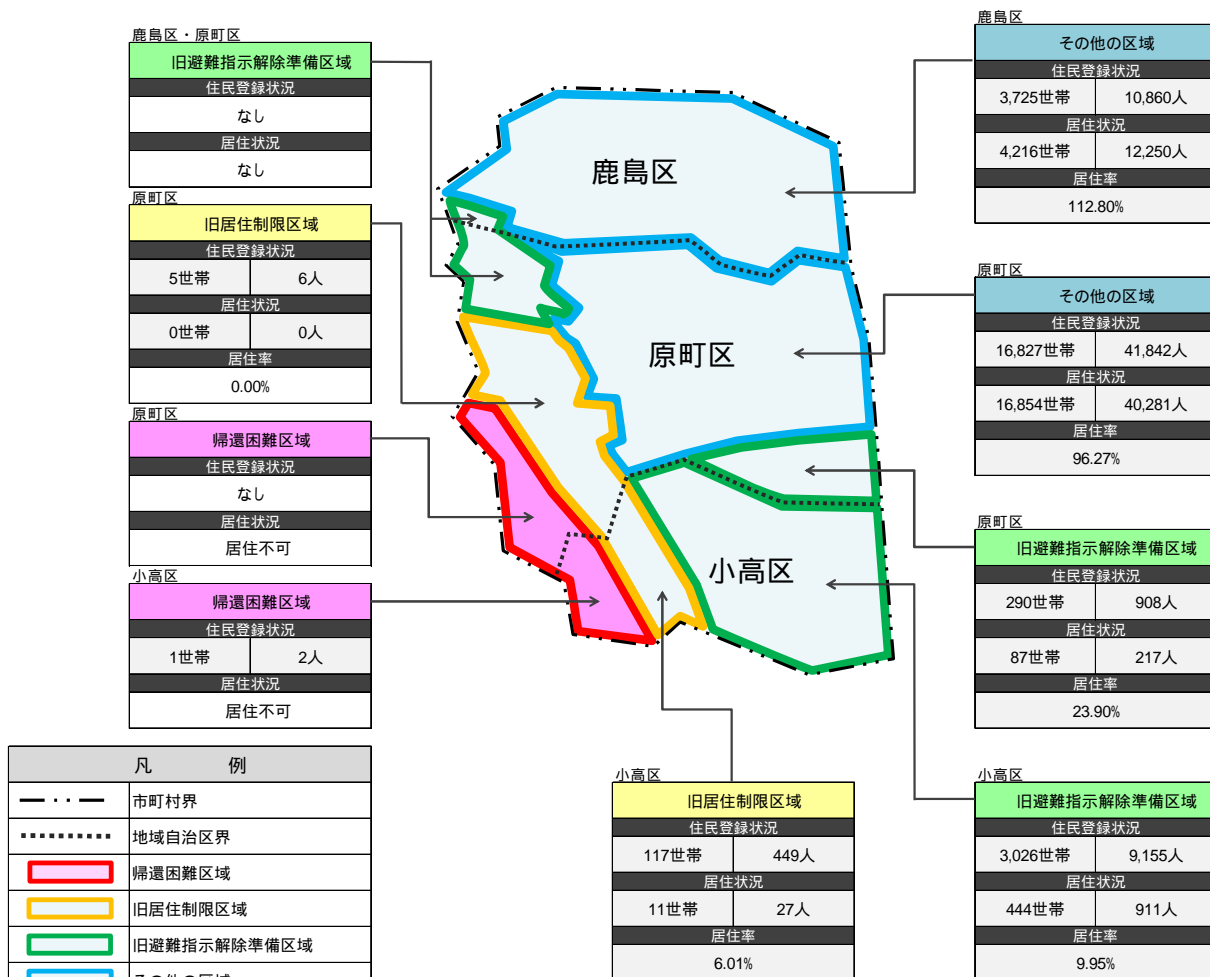 鹿島区・原町区
旧避難指示解除準備区域
住民登録状況
なし
居住状況
なし
原町区
旧居住制限区域
住民登録状況
5世帯 6人
居住状況
0世帯 0人
居住率
0.00%
原町区
帰還困難区域
住民登録状況
なし
居住状況
居住不可
小高区
帰還困難区域
住民登録状況
1世帯 2人
居住状況
居住不可
凡 例
市町村界
地域自治区界
帰還困難区域
旧居住制限区域
旧避難指示解除準備区域
鹿島区
原町区
小高区
小高区
旧居住制限区域
住民登録状況
117世帯 449人
居住状況
11世帯 27人
居住率
6.01%
鹿島区
その他の区域
住民登録状況
3,725世帯 10,860人
居住状況
4,216世帯 12,250人
居住率
112.80%
原町区
その他の区域
住民登録状況
16,827世帯 41,842人
居住状況
16,854世帯 40,281人
居住率
96.27%
原町区
旧避難指示解除準備区域
住民登録状況
290世帯 908人
居住状況
87世帯 217人
居住率
23.90%
小高区
旧避難指示解除準備区域
住民登録状況
3,026世帯 9,155人
居住状況
444世帯 911人
居住率
9.95%